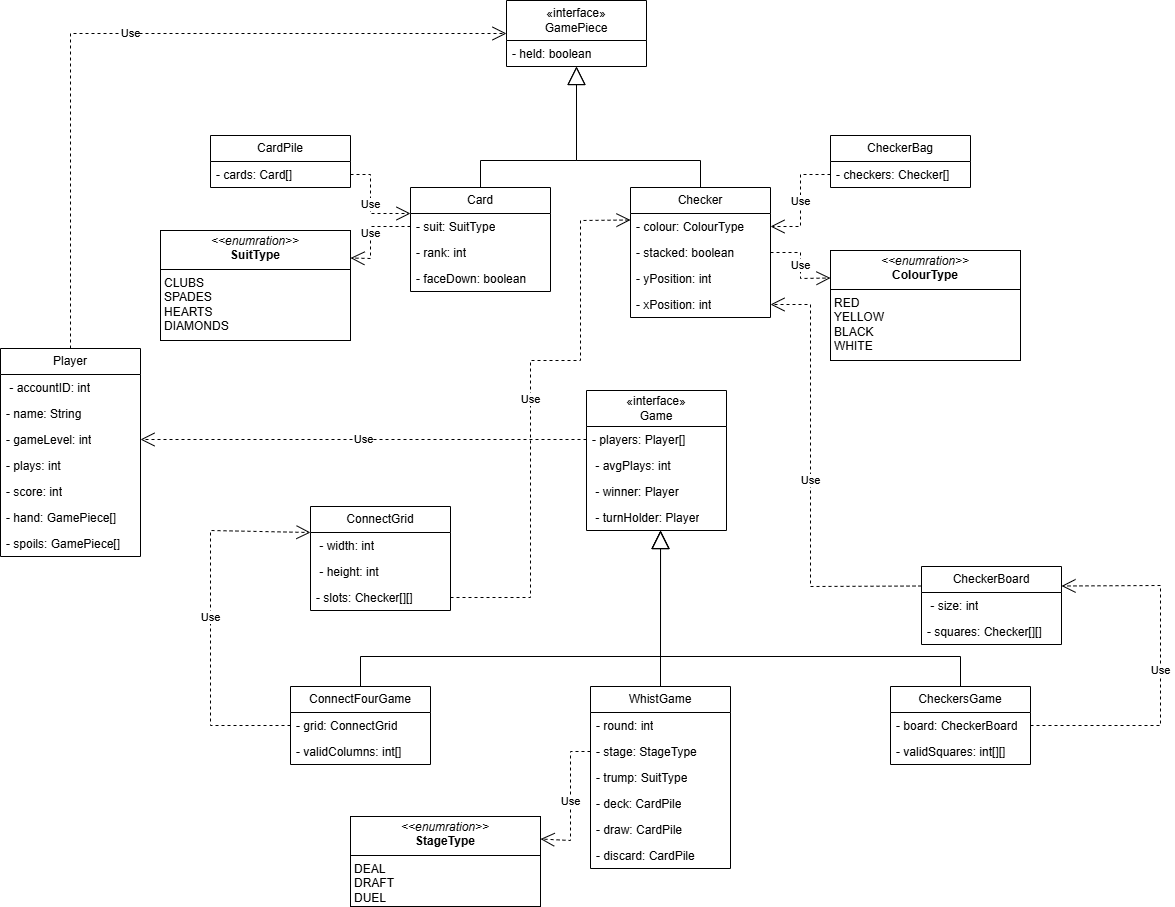 «interface»
GamePiece
- held: boolean
Use
CardPile
- cards: Card[]
CheckerBag
- checkers: Checker[]
Use
Use
Card
- suit: SuitType
- rank: int
- faceDown: boolean
Checker
- colour: ColourType
- stacked: boolean
- yPosition: int
- xPosition: int
Use
<<enumration>>
SuitType
CLUBS
SPADES
HEARTS
DIAMONDS
Use
<<enumration>>
ColourType
RED
YELLOW
BLACK
WHITE
Player
- accountID: int
- name: String
- gameLevel: int
- plays: int
- score: int
- hand: GamePiece[]
- spoils: GamePiece[]
Use
«interface»
Game
- players: Player[]
- avgPlays: int
- winner: Player
- turnHolder: Player
Use
Use
ConnectGrid
- width: int
- height: int
- slots: Checker[][]
CheckerBoard
- size: int
- squares: Checker[][]
Use
Use
ConnectFourGame
- grid: ConnectGrid
- validColumns: int[]
WhistGame
- round: int
- stage: StageType
- trump: SuitType
- deck: CardPile
- draw: CardPile
- discard: CardPile
CheckersGame
- board: CheckerBoard
- validSquares: int[][]
Use
<<enumration>>
StageType
DEAL
DRAFT
DUEL